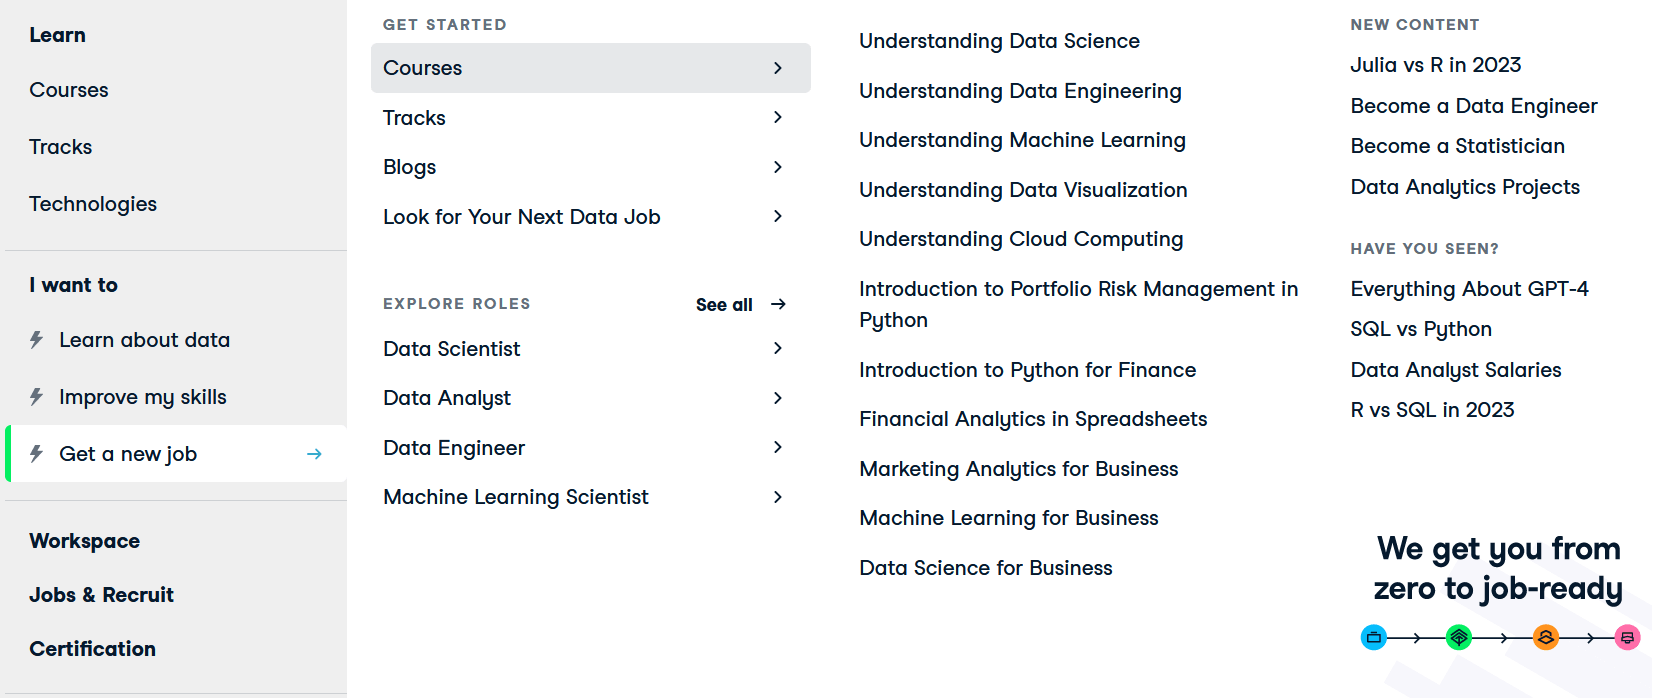 Learn
Courses
Tracks
Technologies
I want to
Learn about data
Improve my skills
Get a new job
Workspace
Jobs & Recruit
Certification
GET STARTED
Courses
Tracks
Blogs
Look for Your Next Data Job
EXPLORE ROLES See all
Data Scientist
Data Analyst
Data Engineer
Machine Learning Scientist
Understanding Data Science
Understanding Data Engineering
Understanding Machine Learning
Understanding Data Visualization
Understanding Cloud Computing
Introduction to Portfolio Risk Management in
Python
Introduction to Python for Finance
Financial Analytics in Spreadsheets
Marketing Analytics for Business
Machine Learning for Business
Data Science for Business
NEW CONTENT
Julia vs R in 2023
Become a Data Engineer
Become a Statistician
Data Analytics Projects
HAVE YOU SEEN?
Everything About GPT-4
SQL vs Python
Data Analyst Salaries
R vs SQL in 2023
We get you from
zero to job-ready